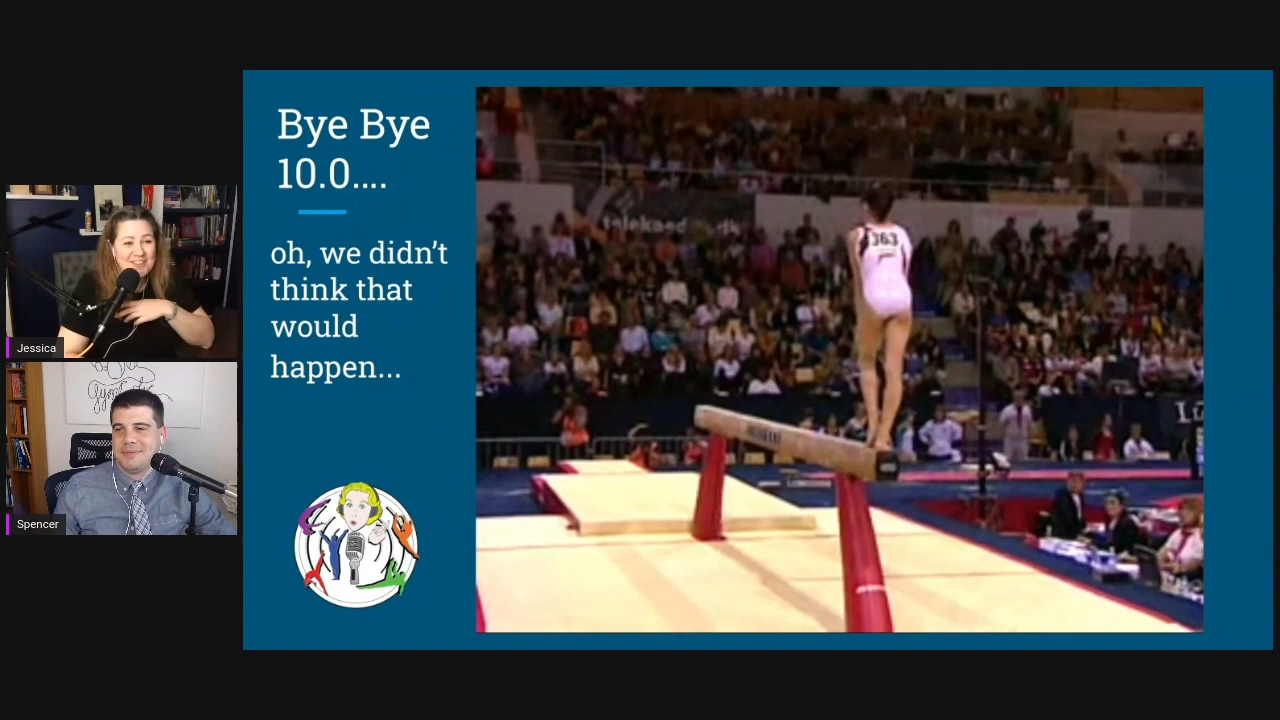 Bye Bye
10.0....
oh, we didn't
think that
would
happen...
363
Jessica
Spencer